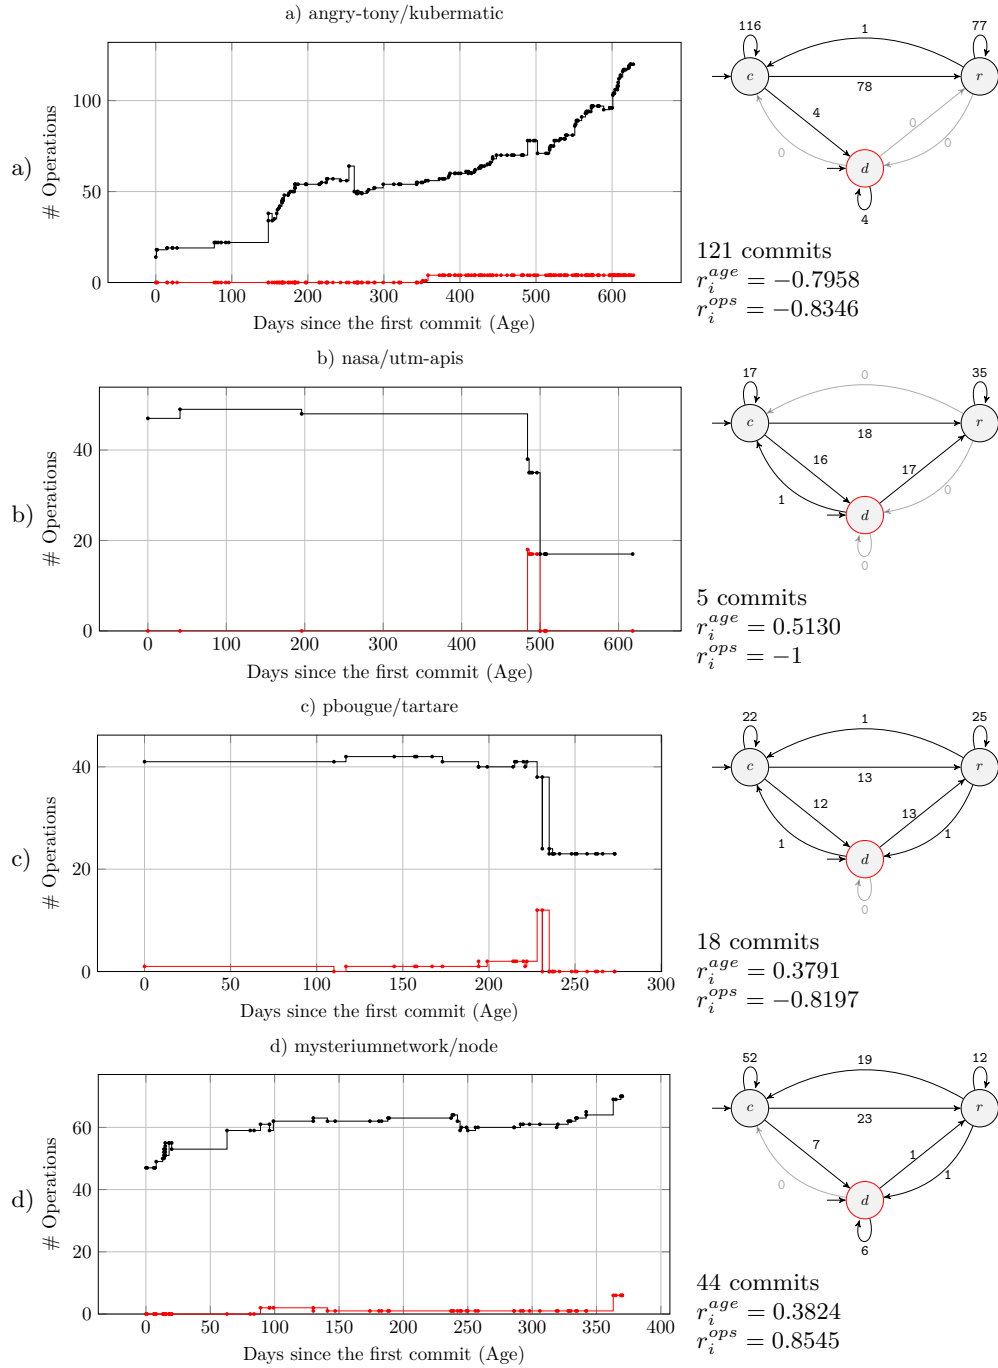 a) angry-tony/kubermatic
a)
# Operations
100
50
0
0 100 200 300 400 500 600
Days since the first commit (Age)
116 1 77
c r
78
4 0
0 0
d
4
121 commits
r_i^{age} = −0.7958
r_i^{ops} = −0.8346
b) nasa/utm-apis
b)
# Operations
40
20
0
0 100 200 300 400 500 600
Days since the first commit (Age)
17 0 35
c r
18
16 17
1 0
d
0
5 commits
r_i^{age} = 0.5130
r_i^{ops} = −1
c) pbougue/tartare
c)
# Operations
40
20
0
0 50 100 150 200 250 300
Days since the first commit (Age)
22 1 25
c r
13
12 13
1 1
d
0
18 commits
r_i^{age} = 0.3791
r_i^{ops} = −0.8197
d) mysteriumnetwork/node
d)
# Operations
60
40
20
0
0 50 100 150 200 250 300 350 400
Days since the first commit (Age)
52 19 12
c r
23
7 1
0 1
d
6
44 commits
r_i^{age} = 0.3824
r_i^{ops} = 0.8545